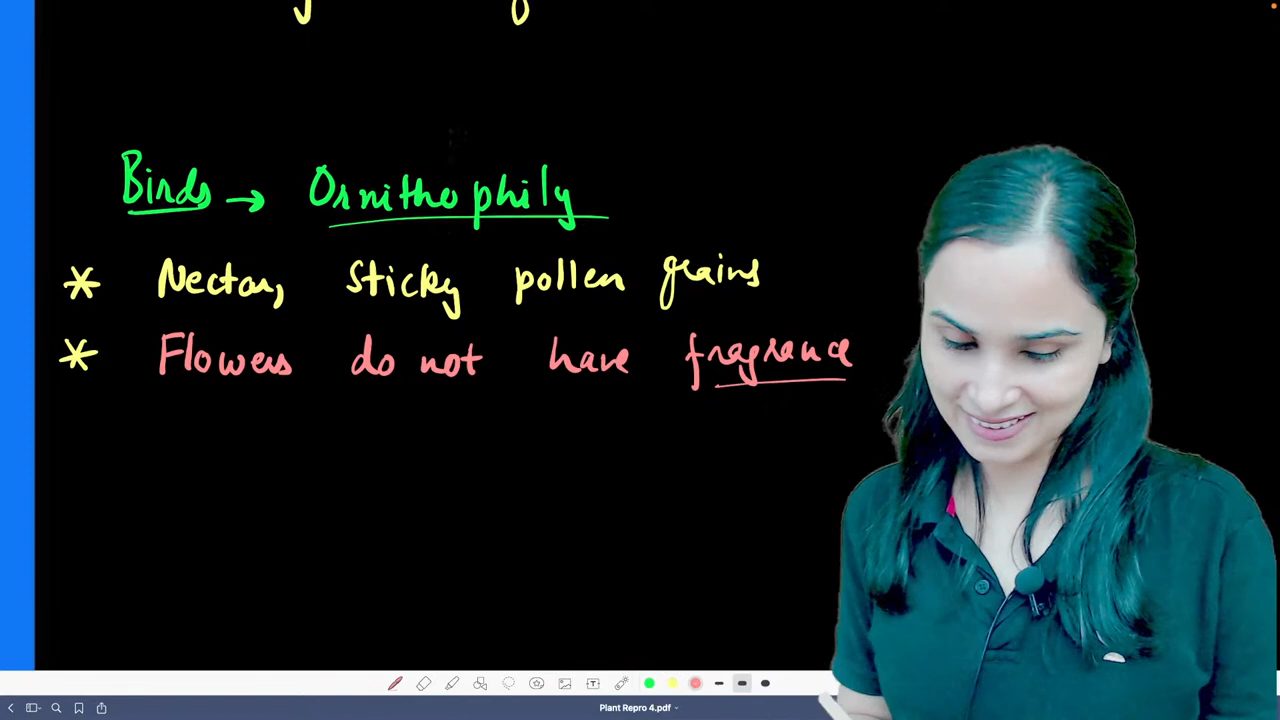 Birds → Ornithophily
* Nectar, sticky pollen grains
* Flowers do not have fragrance
Plant Repro 4.pdf